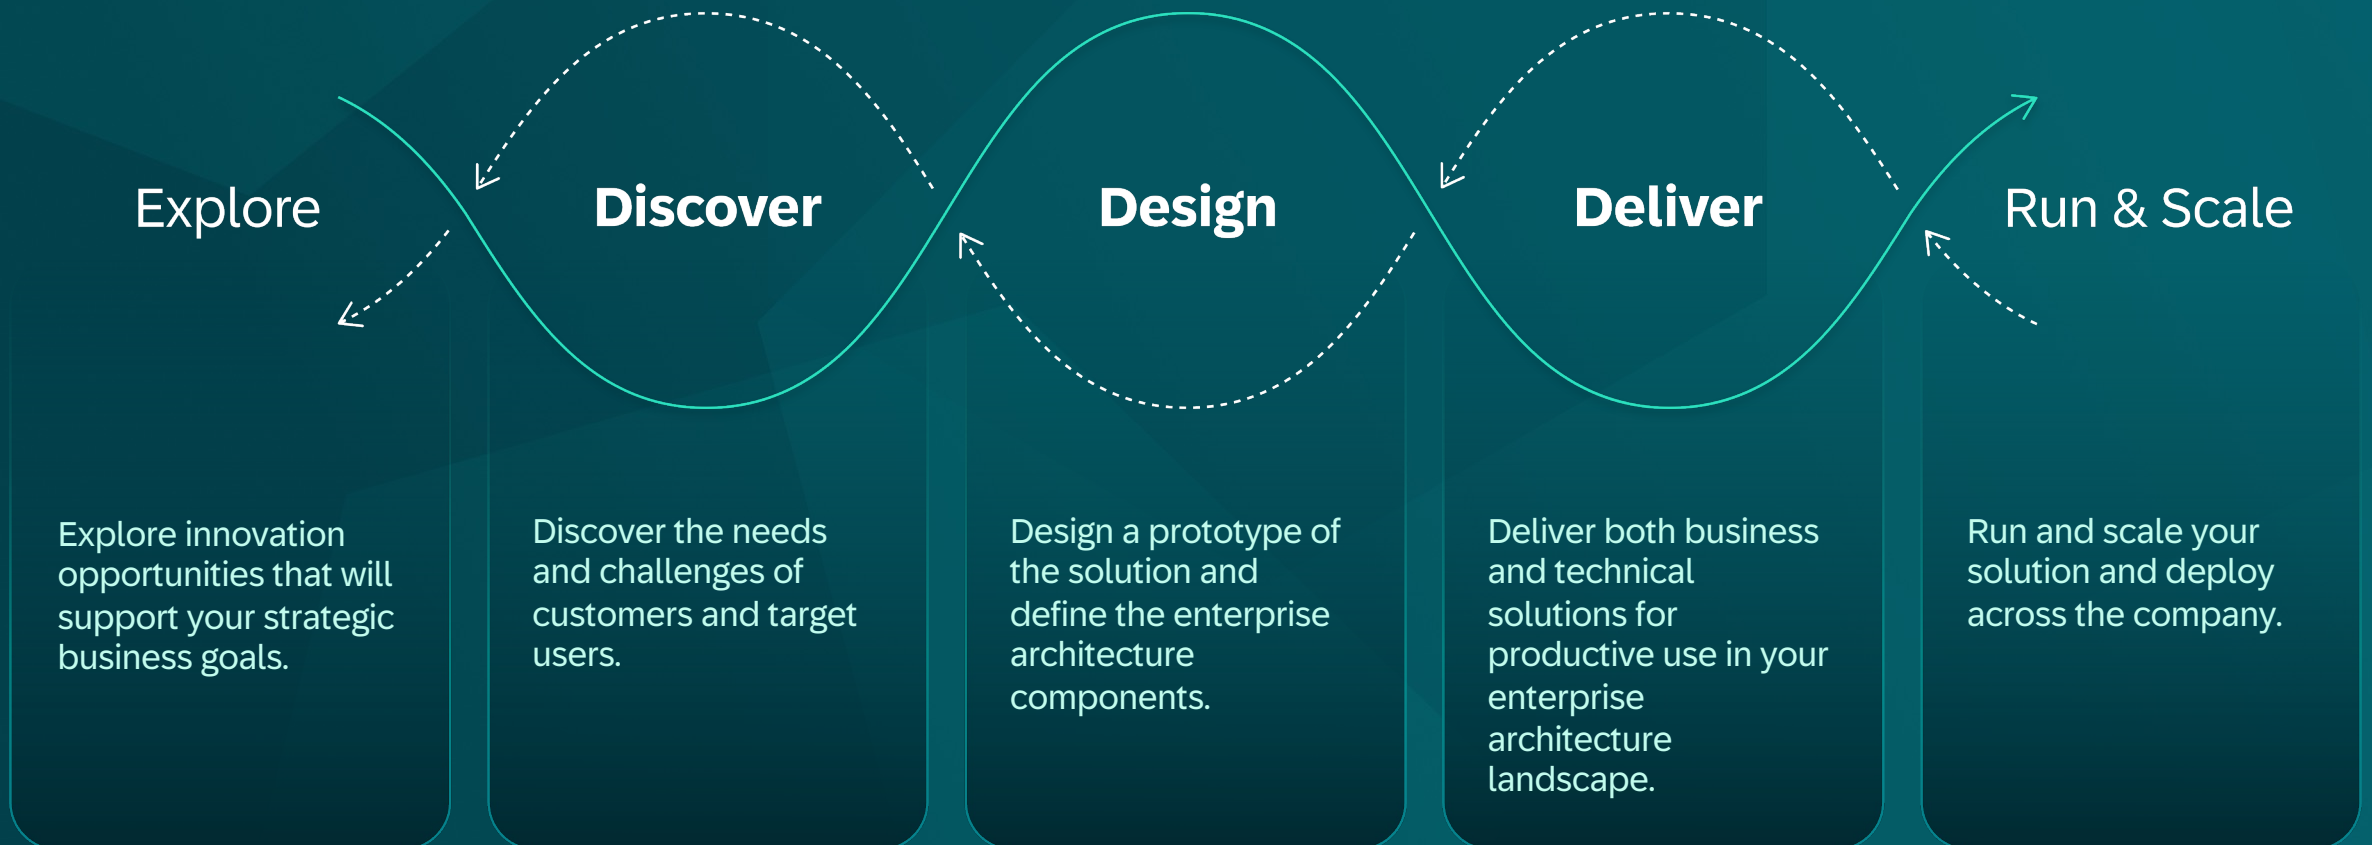 Explore
Discover
Design
Deliver
Run & Scale
Explore innovation
opportunities that will
support your strategic
business goals.
Discover the needs
and challenges of
customers and target
users.
Design a prototype of
the solution and
define the enterprise
architecture
components.
Deliver both business
and technical
solutions for
productive use in your
enterprise
architecture
landscape.
Run and scale your
solution and deploy
across the company.